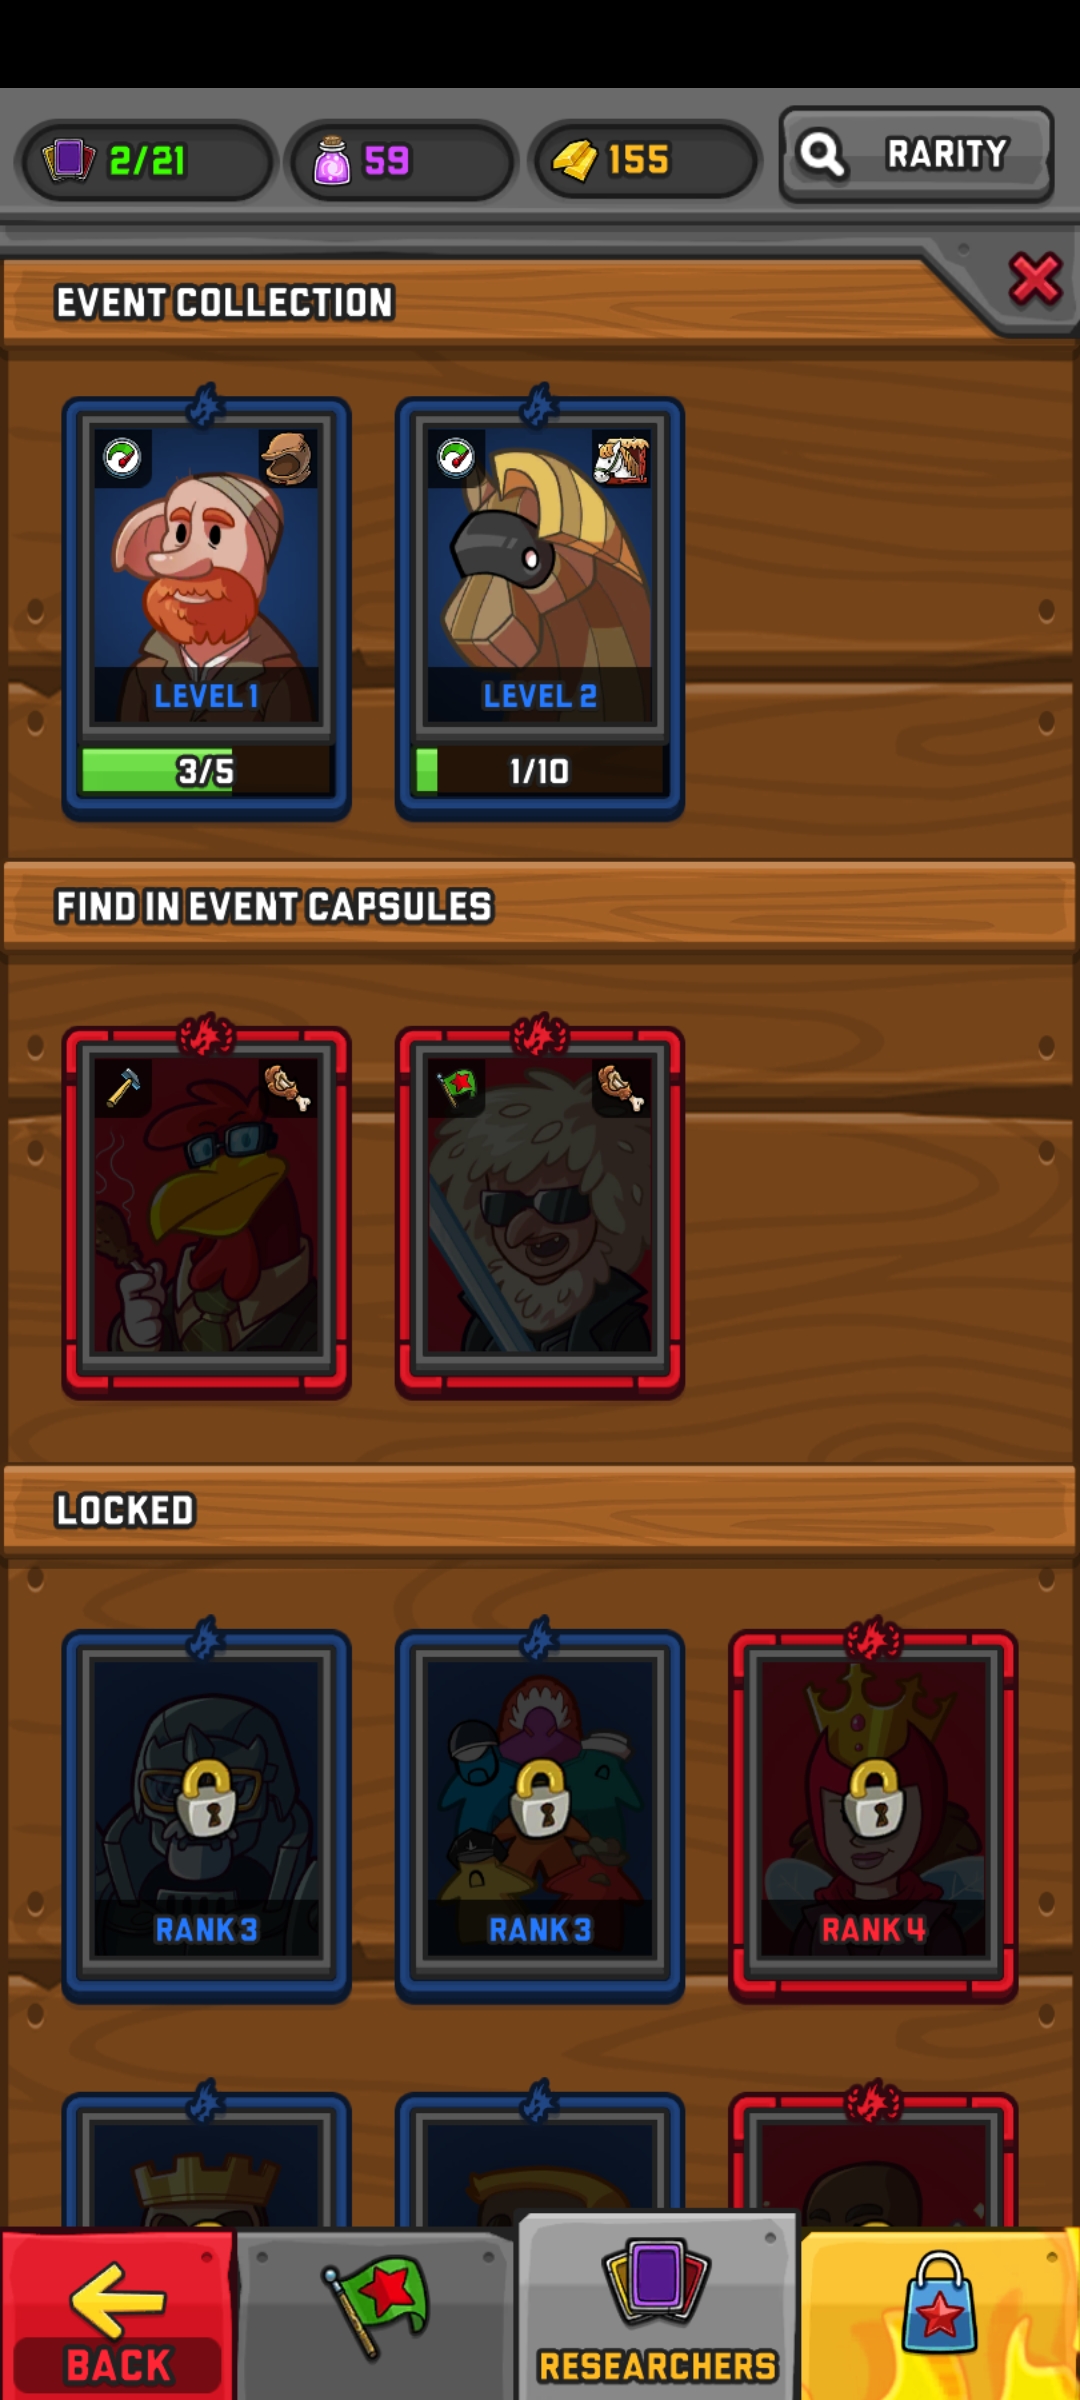 2/21
59
155
RARITY
EVENT COLLECTION
LEVEL 1
LEVEL 2
3/5
1/10
FIND IN EVENT CAPSULES
LOCKED
RANK 3
RANK 3
RANK 4
BACK
RESEARCHERS